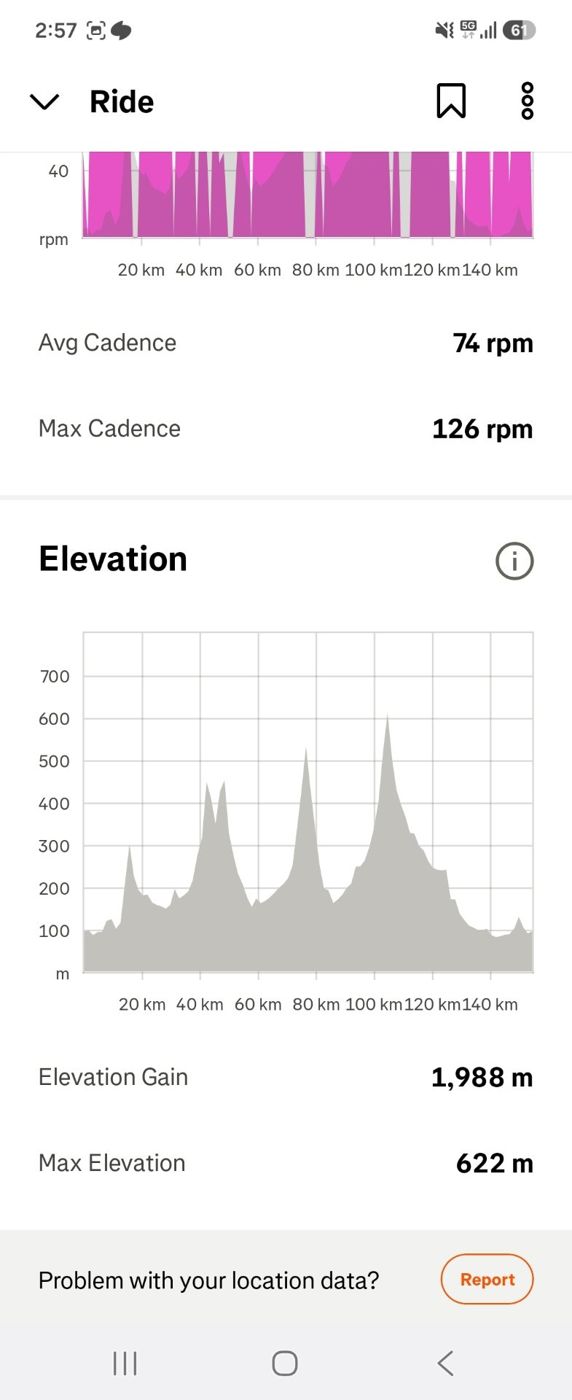 2:57 5G 61
Ride
40
rpm
20 km 40 km 60 km 80 km 100 km 120 km 140 km
Avg Cadence 74 rpm
Max Cadence 126 rpm
Elevation
700
600
500
400
300
200
100
m
20 km 40 km 60 km 80 km 100 km 120 km 140 km
Elevation Gain 1,988 m
Max Elevation 622 m
Problem with your location data? Report